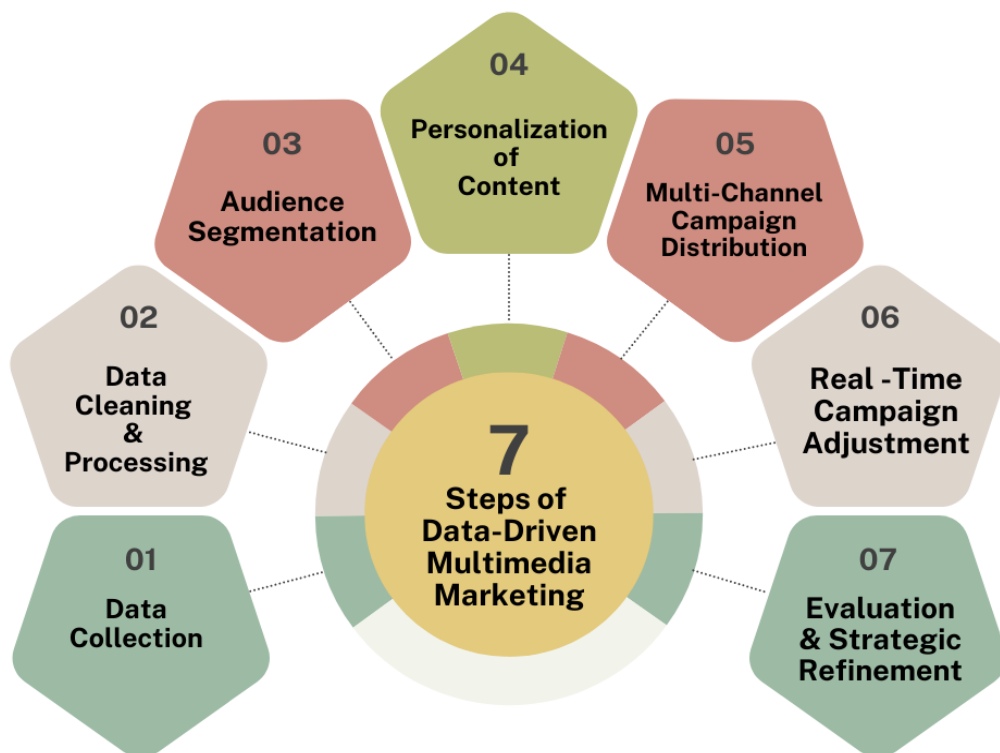 01
Data
Collection
02
Data
Cleaning
&
Processing
03
Audience
Segmentation
04
Personalization
of
Content
05
Multi-Channel
Campaign
Distribution
06
Real -Time
Campaign
Adjustment
07
Evaluation
& Strategic
Refinement
7
Steps of
Data-Driven
Multimedia
Marketing